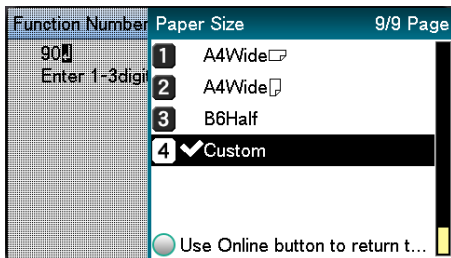 Function Number
90
Enter 1-3digi
Paper Size 9/9 Page
1 A4Wide
2 A4Wide
3 B6Half
4 Custom
Use Online button to return t...